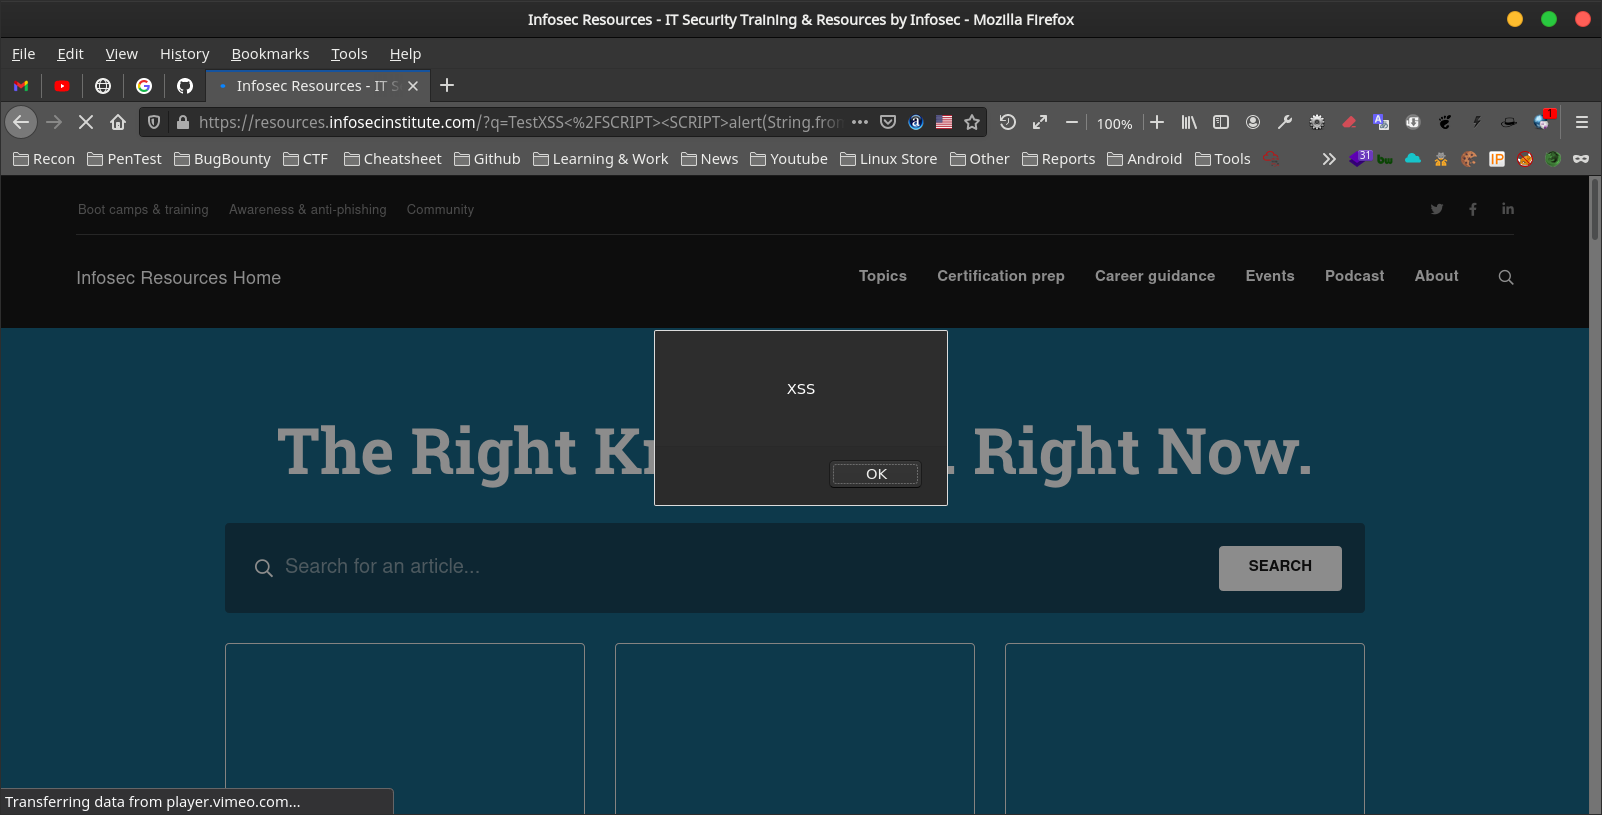 Infosec Resources - IT Security Training & Resources by Infosec - Mozilla Firefox
File Edit View History Bookmarks Tools Help
Infosec Resources - IT S
https://resources.infosecinstitute.com/?q=TestXSS<%2FSCRIPT><SCRIPT>alert(String.from 100% 1
Recon PenTest BugBounty CTF Cheatsheet Github Learning & Work News Youtube Linux Store Other Reports Android Tools 31 IP
Boot camps & training Awareness & anti-phishing Community
Infosec Resources Home Topics Certification prep Career guidance Events Podcast About
XSS
The Right Kn . Right Now.
OK
Search for an article... SEARCH
Transferring data from player.vimeo.com...